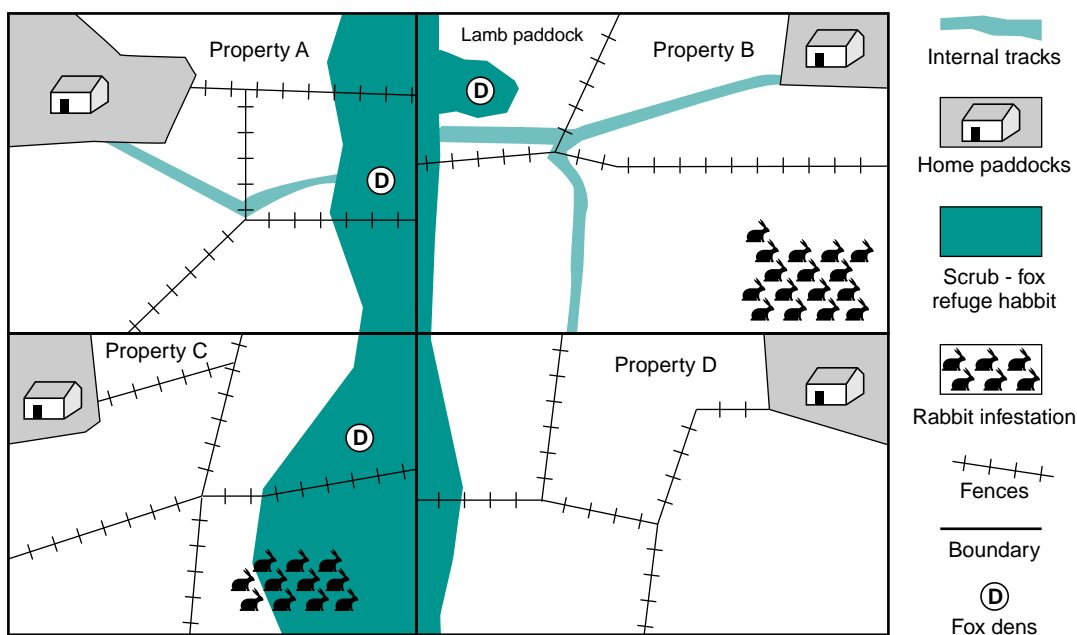 Property A
Lamb paddock
Property B
D
D
Property C
Property D
D
Internal tracks
Home paddocks
Scrub - fox
refuge habbit
Rabbit infestation
Fences
Boundary
D
Fox dens